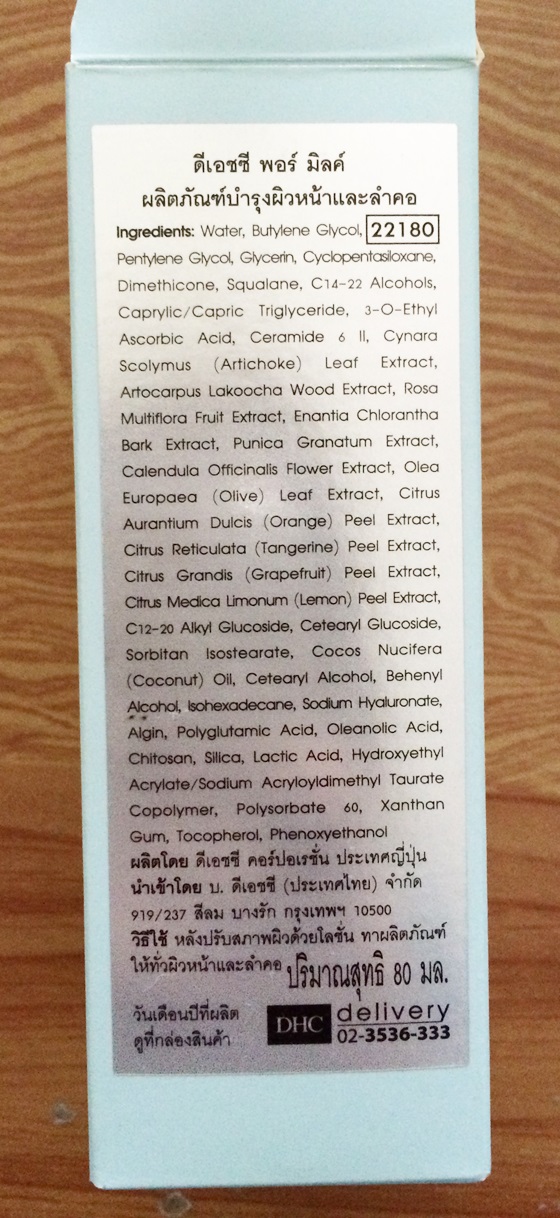 ดีเอชซี พอร์ มิลค์
ผลิตภัณฑ์บำรุงผิวหน้าและลำคอ
Ingredients: Water, Butylene Glycol, 22180
Pentylene Glycol, Glycerin, Cyclopentasiloxane,
Dimethicone, Squalane, C14-22 Alcohols,
Caprylic/Capric Triglyceride, 3-O-Ethyl
Ascorbic Acid, Ceramide 6 II, Cynara
Scolymus (Artichoke) Leaf Extract,
Artocarpus Lakoocha Wood Extract, Rosa
Multiflora Fruit Extract, Enantia Chlorantha
Bark Extract, Punica Granatum Extract,
Calendula Officinalis Flower Extract, Olea
Europaea (Olive) Leaf Extract, Citrus
Aurantium Dulcis (Orange) Peel Extract,
Citrus Reticulata (Tangerine) Peel Extract,
Citrus Grandis (Grapefruit) Peel Extract,
Citrus Medica Limonum (Lemon) Peel Extract,
C12-20 Alkyl Glucoside, Cetearyl Glucoside,
Sorbitan Isostearate, Cocos Nucifera
(Coconut) Oil, Cetearyl Alcohol, Behenyl
Alcohol, Isohexadecane, Sodium Hyaluronate,
Algin, Polyglutamic Acid, Oleanolic Acid,
Chitosan, Silica, Lactic Acid, Hydroxyethyl
Acrylate/Sodium Acryloyldimethyl Taurate
Copolymer, Polysorbate 60, Xanthan
Gum, Tocopherol, Phenoxyethanol
ผลิตโดย ดีเอชซี คอร์ปอเรชั่น ประเทศญี่ปุ่น
นำเข้าโดย บ. ดีเอชซี (ประเทศไทย) จำกัด
919/237 สีลม บางรัก กรุงเทพฯ 10500
วิธีใช้ หลังปรับสภาพผิวด้วยโลชั่น ทาผลิตภัณฑ์
ให้ทั่วผิวหน้าและลำคอ ปริมาณสุทธิ 80 มล.
วันเดือนปีที่ผลิต
ดูที่กล่องสินค้า
DHC delivery
02-3536-333